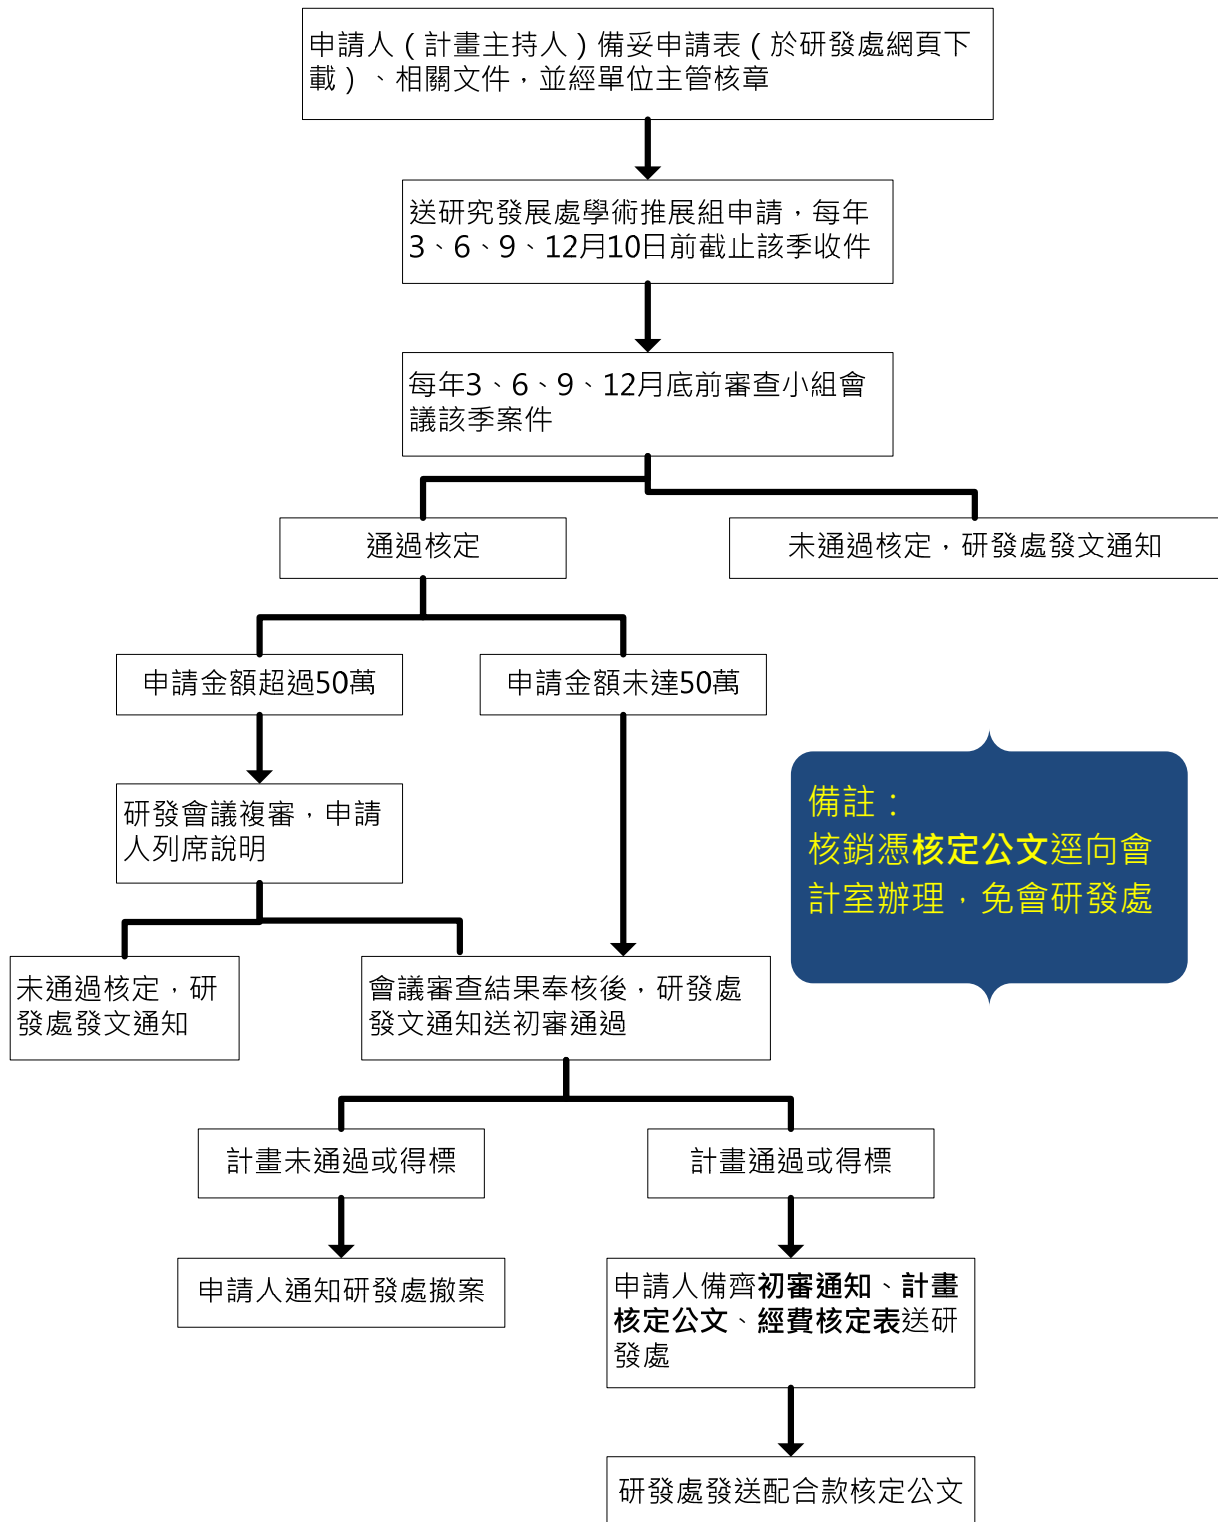 申請人（計畫主持人）備妥申請表（於研發處網頁下
載）、相關文件，並經單位主管核章
送研究發展處學術推展組申請，每年
3、6、9、12月10日前截止該季收件
每年3、6、9、12月底前審查小組會
議該季案件
通過核定
未通過核定，研發處發文通知
申請金額超過50萬
申請金額未達50萬
研發會議複審，申請
人列席說明
備註：
核銷憑核定公文逕向會
計室辦理，免會研發處
未通過核定，研
發處發文通知
會議審查結果奉核後，研發處
發文通知送初審通過
計畫未通過或得標
計畫通過或得標
申請人通知研發處撤案
申請人備齊初審通知、計畫
核定公文、經費核定表送研
發處
研發處發送配合款核定公文